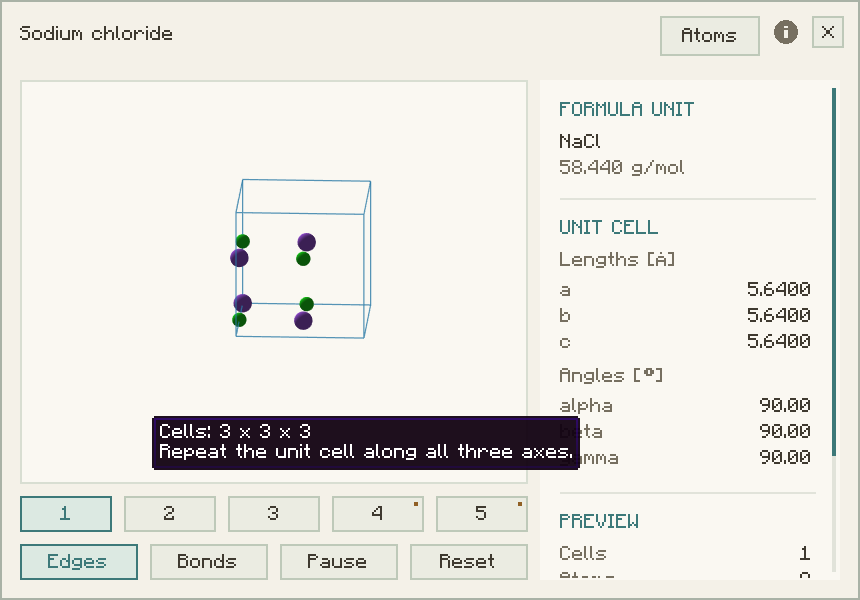 Sodium chloride
Atoms
i
×
FORMULA UNIT
NaCl
58.440 g/mol
UNIT CELL
Lengths [Å]
a 5.6400
b 5.6400
c 5.6400
Angles [°]
alpha 90.00
beta 90.00
gamma 90.00
Cells: 3 x 3 x 3
Repeat the unit cell along all three axes.
PREVIEW
Cells 1
1 2 3 4 5
Edges Bonds Pause Reset